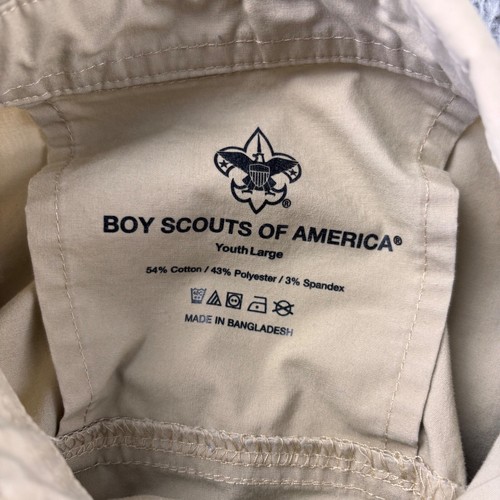 ®
BOY SCOUTS OF AMERICA®
Youth Large
54% Cotton / 43% Polyester / 3% Spandex
MADE IN BANGLADESH